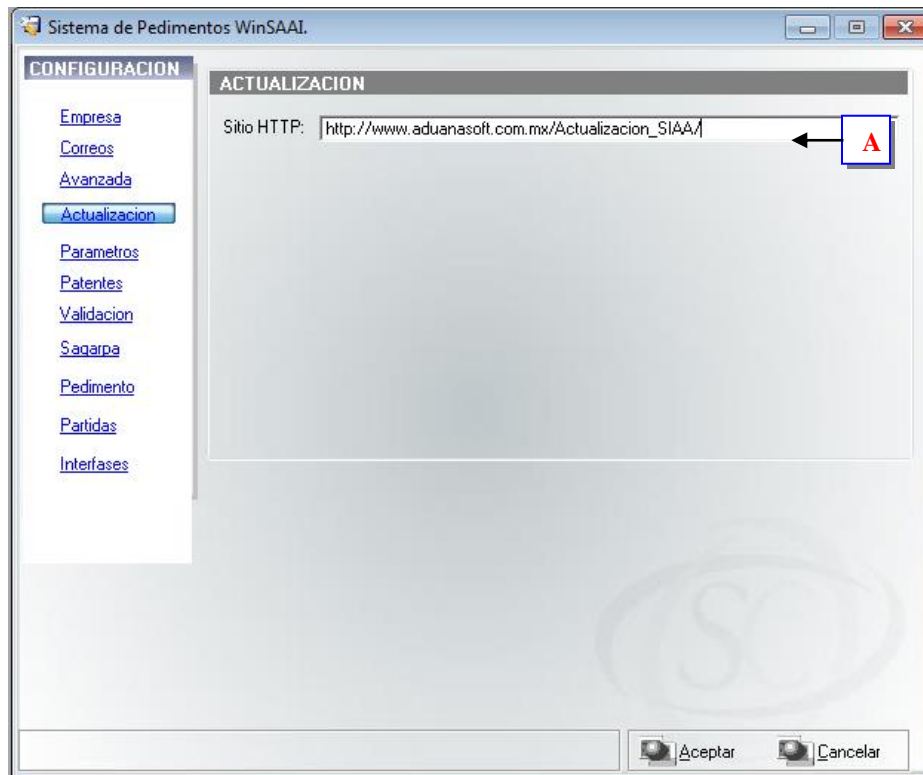 Sistema de Pedimentos WinSAAI.
CONFIGURACION
Empresa
Correos
Avanzada
Actualizacion
Parametros
Patentes
Validacion
Sagarpa
Pedimento
Partidas
Interfases
ACTUALIZACION
Sitio HTTP: http://www.aduanasoft.com.mx/Actualizacion_SIAA/
A
SCI
Aceptar Cancelar